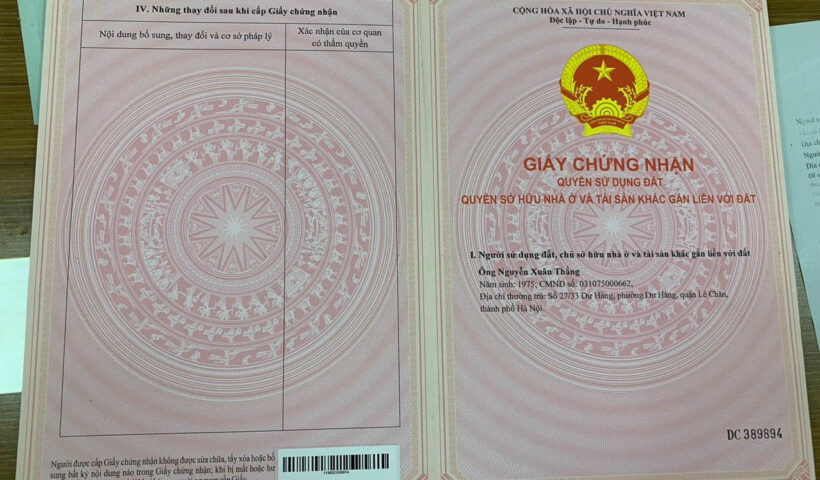 IV. Những thay đổi sau khi cấp Giấy chứng nhận
Nội dung bổ sung, thay đổi và cơ sở pháp lý
Xác nhận của cơ quan
có thẩm quyền
Người được cấp Giấy chứng nhận không được sửa chữa, tẩy xóa hoặc bổ
sung bất kỳ nội dung nào trong Giấy chứng nhận; khi bị mất hoặc hư
CỘNG HÒA XÃ HỘI CHỦ NGHĨA VIỆT NAM
Độc lập - Tự do - Hạnh phúc
GIẤY CHỨNG NHẬN
QUYỀN SỬ DỤNG ĐẤT
QUYỀN SỞ HỮU NHÀ Ở VÀ TÀI SẢN KHÁC GẮN LIỀN VỚI ĐẤT
I. Người sử dụng đất, chủ sở hữu nhà ở và tài sản khác gắn liền với đất
Ông Nguyễn Xuân Thắng
Năm sinh: 1975; CMND số: 031075000662,
Địa chỉ thường trú: Số 27/33 Dư Hàng, phường Dư Hàng, quận Lê Chân,
thành phố Hà Nội.
DC 389894